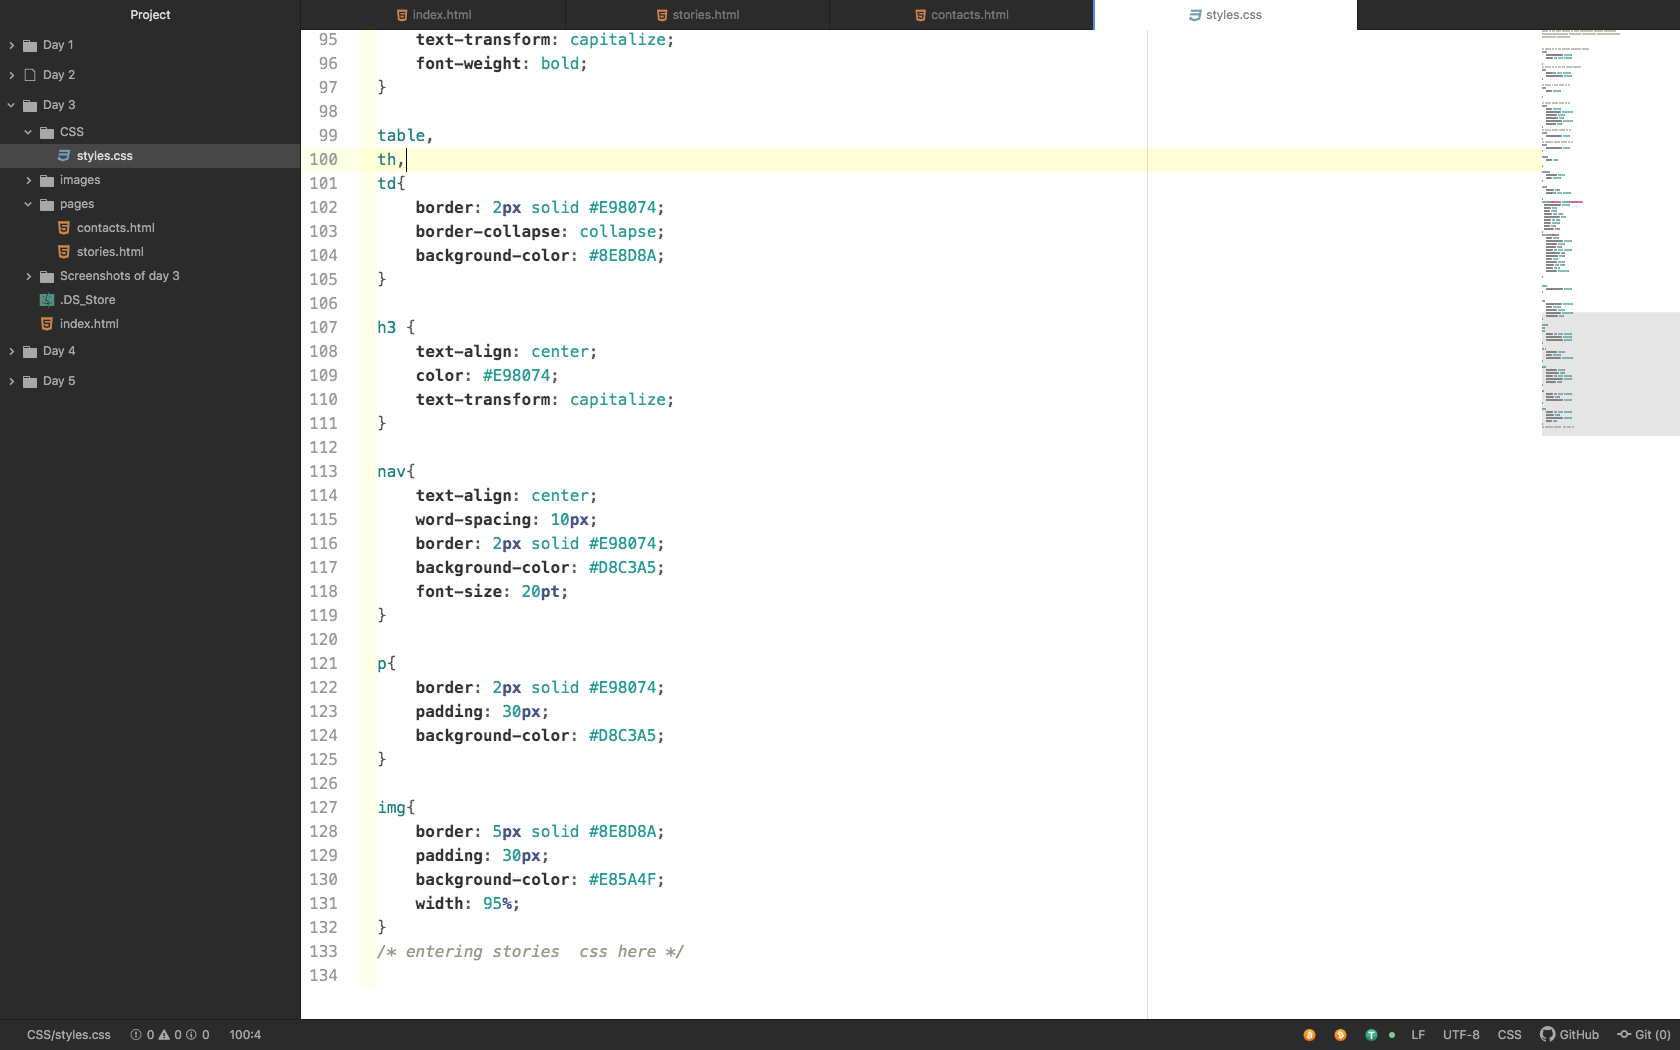 Project
index.html
stories.html
contacts.html
styles.css
Day 1
Day 2
Day 3
CSS
styles.css
images
pages
contacts.html
stories.html
Screenshots of day 3
.DS_Store
index.html
Day 4
Day 5
95 text-transform: capitalize;
96 font-weight: bold;
97 }
98
99 table,
100 th,
101 td{
102 border: 2px solid #E98074;
103 border-collapse: collapse;
104 background-color: #8E8D8A;
105 }
106
107 h3 {
108 text-align: center;
109 color: #E98074;
110 text-transform: capitalize;
111 }
112
113 nav{
114 text-align: center;
115 word-spacing: 10px;
116 border: 2px solid #E98074;
117 background-color: #D8C3A5;
118 font-size: 20pt;
119 }
120
121 p{
122 border: 2px solid #E98074;
123 padding: 30px;
124 background-color: #D8C3A5;
125 }
126
127 img{
128 border: 5px solid #8E8D8A;
129 padding: 30px;
130 background-color: #E85A4F;
131 width: 95%;
132 }
133 /* entering stories  css here */
134
CSS/styles.css 0 0 0 100:4 LF UTF-8 CSS GitHub Git (0)